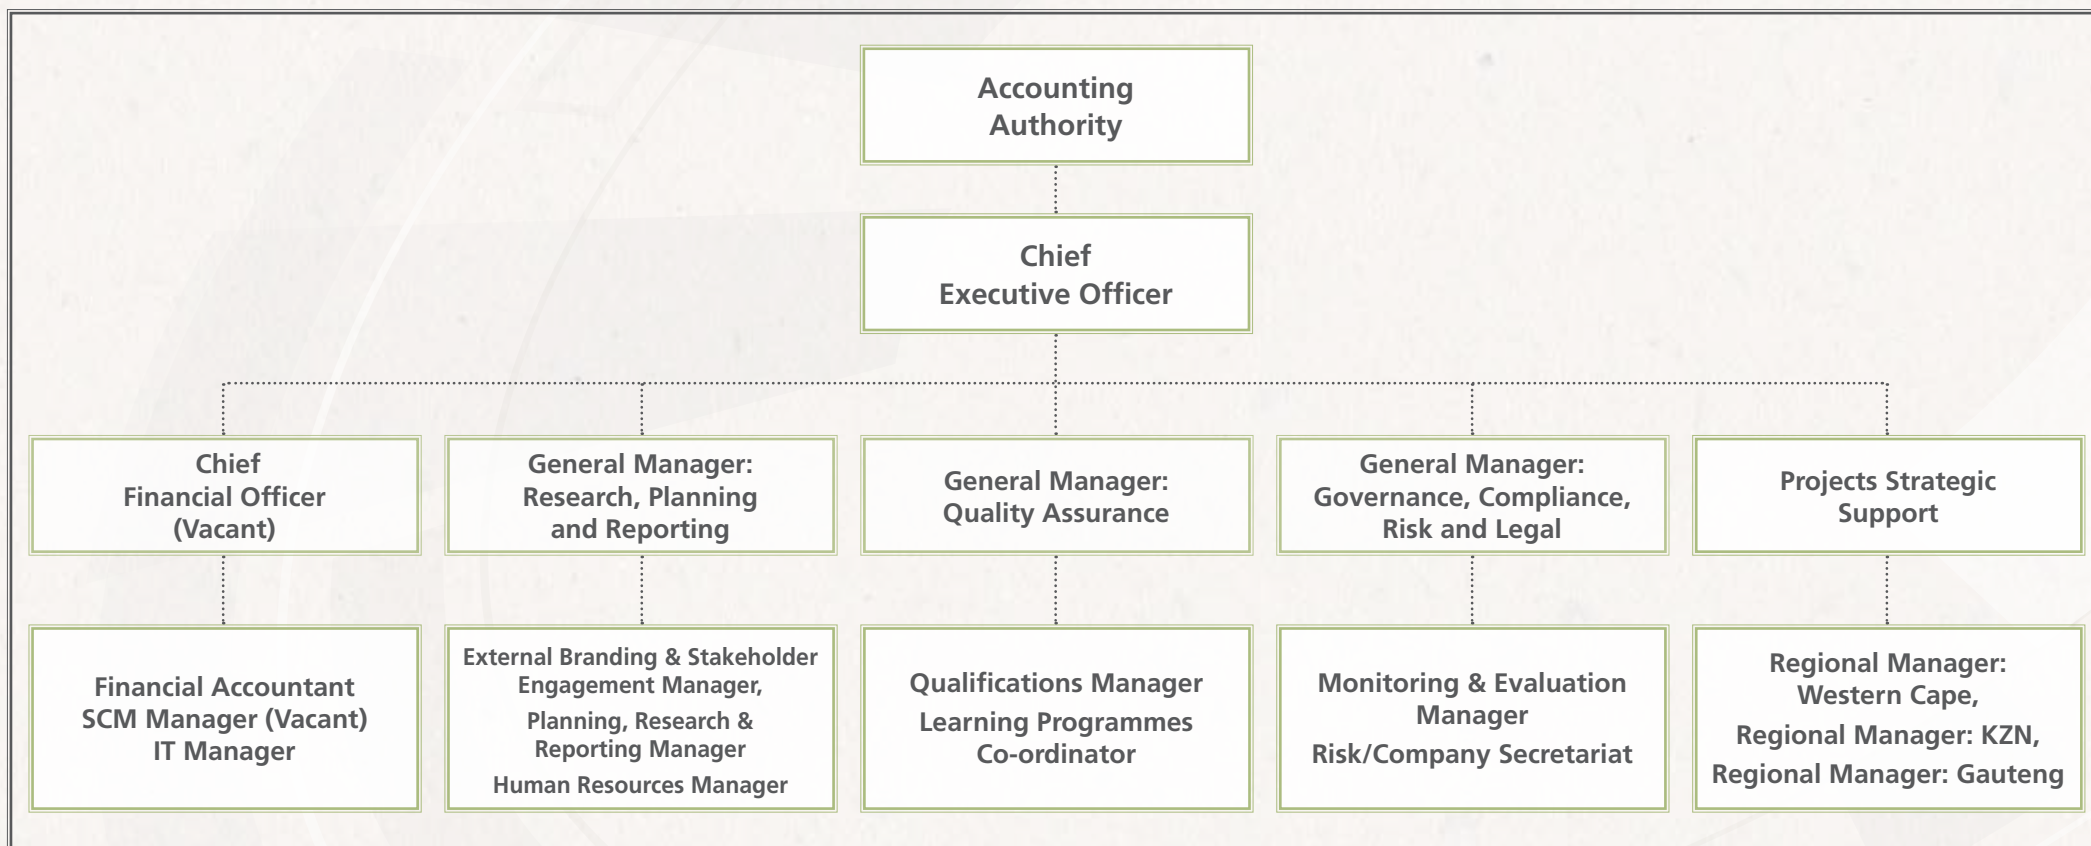 Accounting
Authority
Chief
Executive Officer
Chief
Financial Officer
(Vacant)
General Manager:
Research, Planning
and Reporting
General Manager:
Quality Assurance
General Manager:
Governance, Compliance,
Risk and Legal
Projects Strategic
Support
Financial Accountant
SCM Manager (Vacant)
IT Manager
External Branding & Stakeholder
Engagement Manager,
Planning, Research &
Reporting Manager
Human Resources Manager
Qualifications Manager
Learning Programmes
Co-ordinator
Monitoring & Evaluation
Manager
Risk/Company Secretariat
Regional Manager:
Western Cape,
Regional Manager: KZN,
Regional Manager: Gauteng